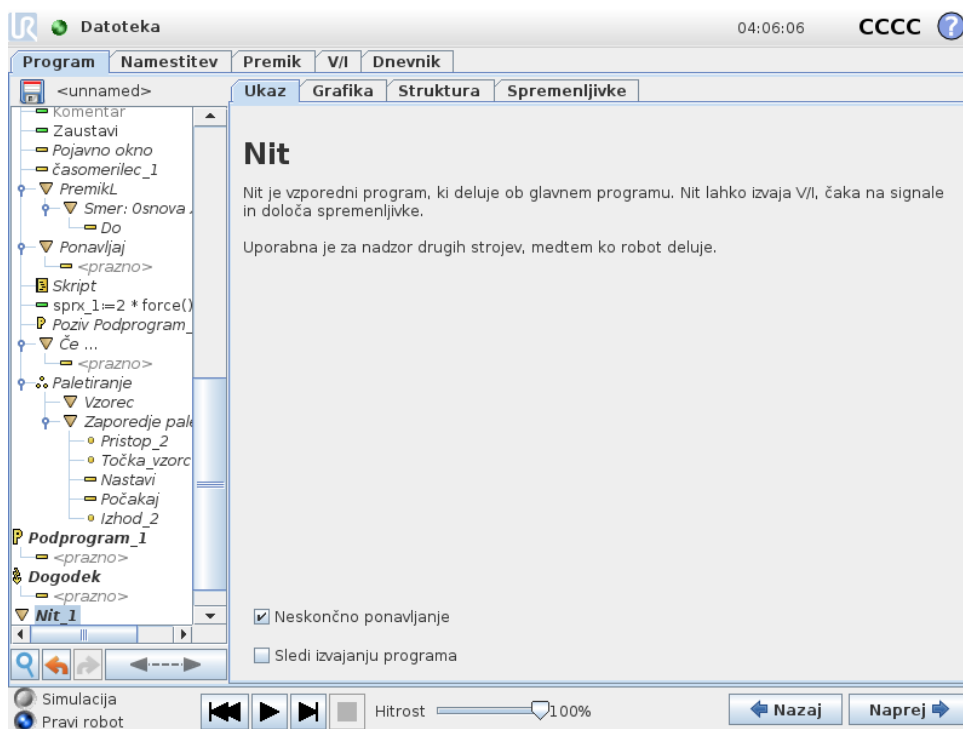 UR Datoteka 04:06:06 CCCC ?
Program Namestitev Premik V/I Dnevnik
<unnamed>
Ukaz Grafika Struktura Spremenljivke
Komentar
Zaustavi
Pojavno okno
časomerilec_1
PremikL
Smer: Osnova
Do
Ponavljaj
<prazno>
Skript
sprx_1:=2 * force()
Poziv Podprogram_
Če ...
<prazno>
Paletiranje
Vzorec
Zaporedje pale
Pristop_2
Točka_vzorc
Nastavi
Počakaj
Izhod_2
Podprogram_1
<prazno>
Dogodek
<prazno>
Nit_1
Nit
Nit je vzporedni program, ki deluje ob glavnem programu. Nit lahko izvaja V/I, čaka na signale
in določa spremenljivke.
Uporabna je za nadzor drugih strojev, medtem ko robot deluje.
Neskončno ponavljanje
Sledi izvajanju programa
Simulacija
Pravi robot
Hitrost 100%
Nazaj Naprej